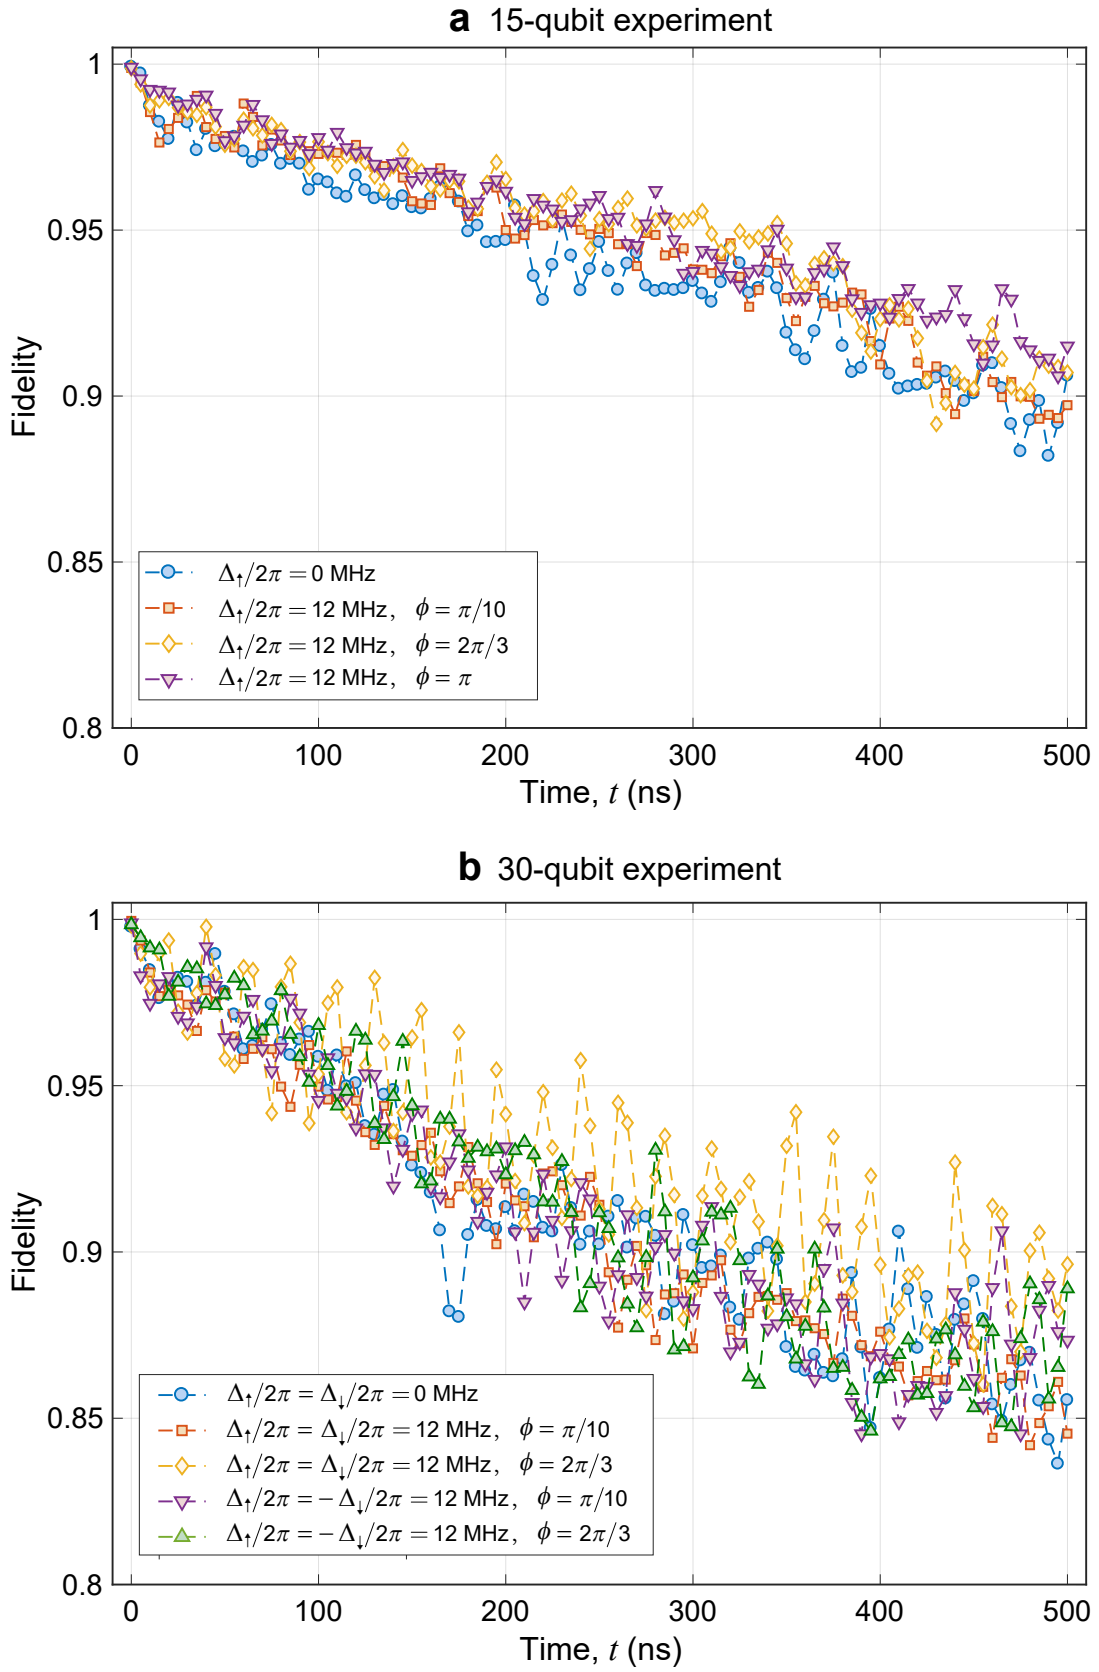 a 15-qubit experiment
1
0.95
0.9
0.85
0.8
Fidelity
Δ↑/2π = 0 MHz
Δ↑/2π = 12 MHz, ϕ = π/10
Δ↑/2π = 12 MHz, ϕ = 2π/3
Δ↑/2π = 12 MHz, ϕ = π
0 100 200 300 400 500
Time, t (ns)
b 30-qubit experiment
1
0.95
0.9
0.85
0.8
Fidelity
Δ↑/2π = Δ↓/2π = 0 MHz
Δ↑/2π = Δ↓/2π = 12 MHz, ϕ = π/10
Δ↑/2π = Δ↓/2π = 12 MHz, ϕ = 2π/3
Δ↑/2π = − Δ↓/2π = 12 MHz, ϕ = π/10
Δ↑/2π = − Δ↓/2π = 12 MHz, ϕ = 2π/3
0 100 200 300 400 500
Time, t (ns)